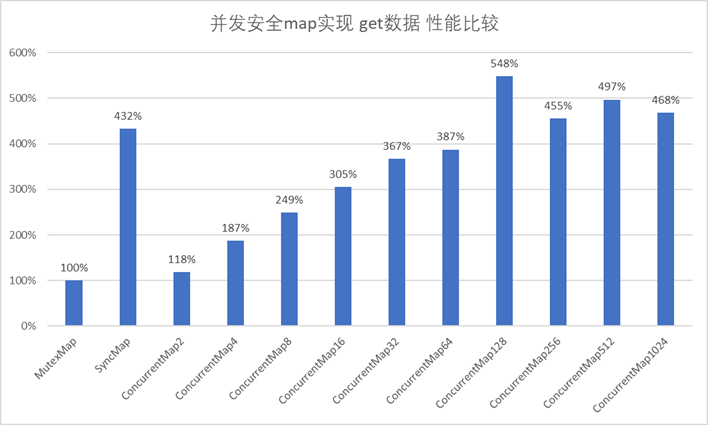 并发安全map实现 get数据 性能比较
600%
500%
400%
300%
200%
100%
0%
100%
432%
118%
187%
249%
305%
367%
387%
548%
455%
497%
468%
MutexMap
SyncMap
ConcurrentMap2
ConcurrentMap4
ConcurrentMap8
ConcurrentMap16
ConcurrentMap32
ConcurrentMap64
ConcurrentMap128
ConcurrentMap256
ConcurrentMap512
ConcurrentMap1024